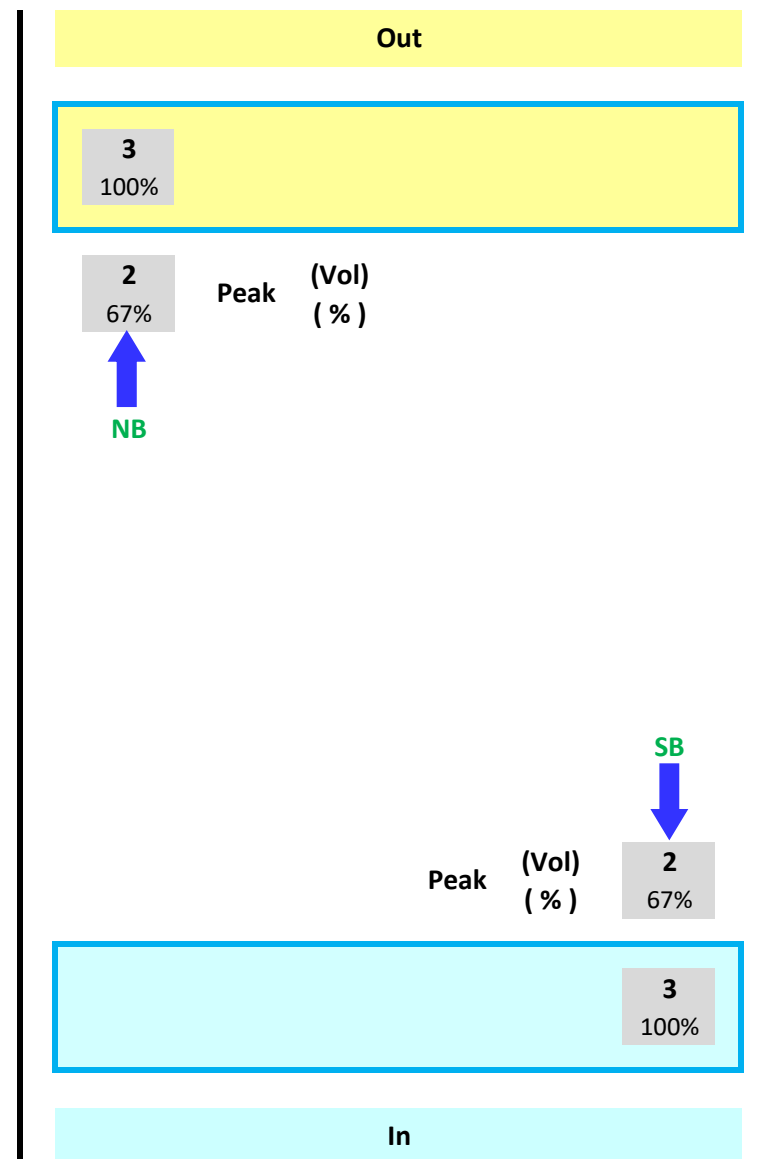 Out
3
100%
2
67%
Peak
(Vol)
( % )
NB
SB
Peak
(Vol)
( % )
2
67%
3
100%
In